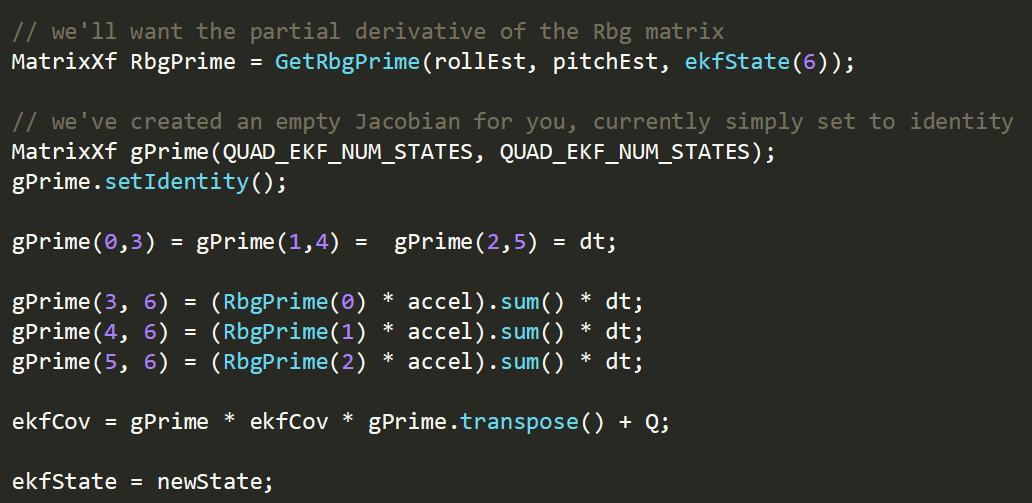 // we'll want the partial derivative of the Rbg matrix
MatrixXf RbgPrime = GetRbgPrime(rollEst, pitchEst, ekfState(6));
// we've created an empty Jacobian for you, currently simply set to identity
MatrixXf gPrime(QUAD_EKF_NUM_STATES, QUAD_EKF_NUM_STATES);
gPrime.setIdentity();
gPrime(0,3) = gPrime(1,4) =  gPrime(2,5) = dt;
gPrime(3, 6) = (RbgPrime(0) * accel).sum() * dt;
gPrime(4, 6) = (RbgPrime(1) * accel).sum() * dt;
gPrime(5, 6) = (RbgPrime(2) * accel).sum() * dt;
ekfCov = gPrime * ekfCov * gPrime.transpose() + Q;
ekfState = newState;